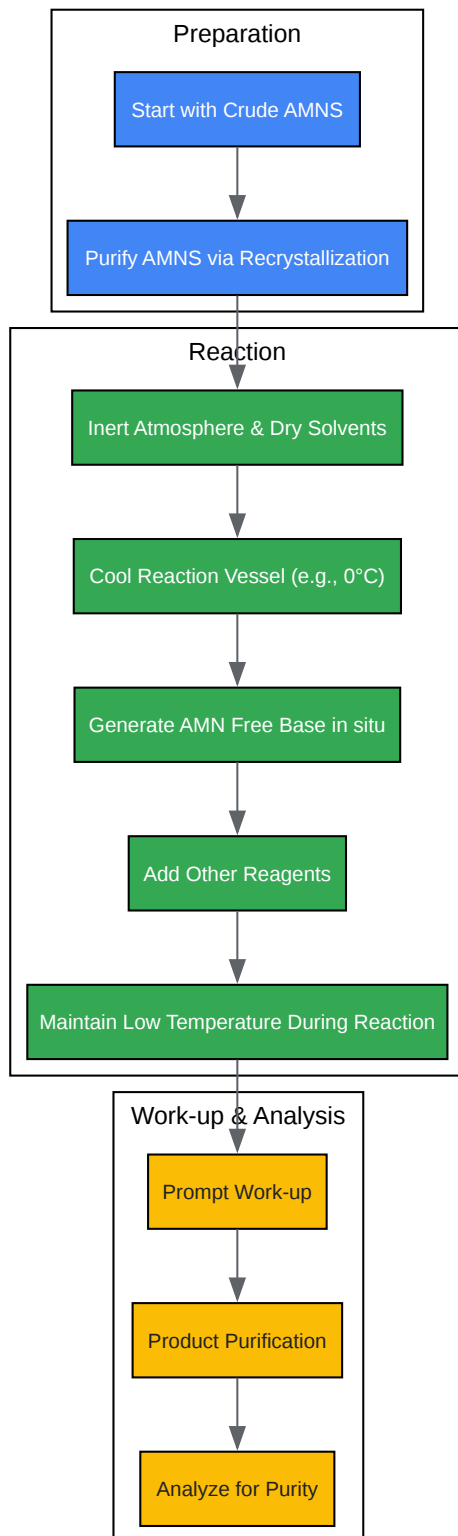 Preparation
Start with Crude AMNS
Purify AMNS via Recrystallization
Reaction
Inert Atmosphere & Dry Solvents
Cool Reaction Vessel (e.g., 0°C)
Generate AMN Free Base in situ
Add Other Reagents
Maintain Low Temperature During Reaction
Work-up & Analysis
Prompt Work-up
Product Purification
Analyze for Purity